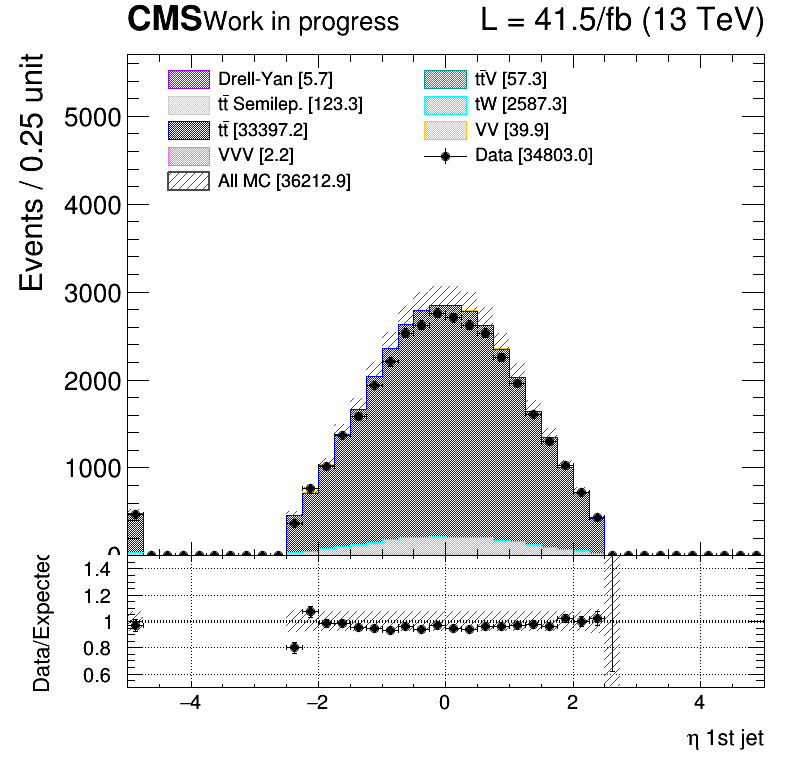 CMS Work in progress L = 41.5/fb (13 TeV)
Events / 0.25 unit
Drell-Yan [5.7]
tt̄ Semilep. [123.3]
tt̄ [33397.2]
VVV [2.2]
All MC [36212.9]
tt̄V [57.3]
tW [2587.3]
VV [39.9]
Data [34803.0]
5000
4000
3000
2000
1000
0
Data/Expected
1.4
1.2
1
0.8
0.6
−4 −2 0 2 4
η 1st jet